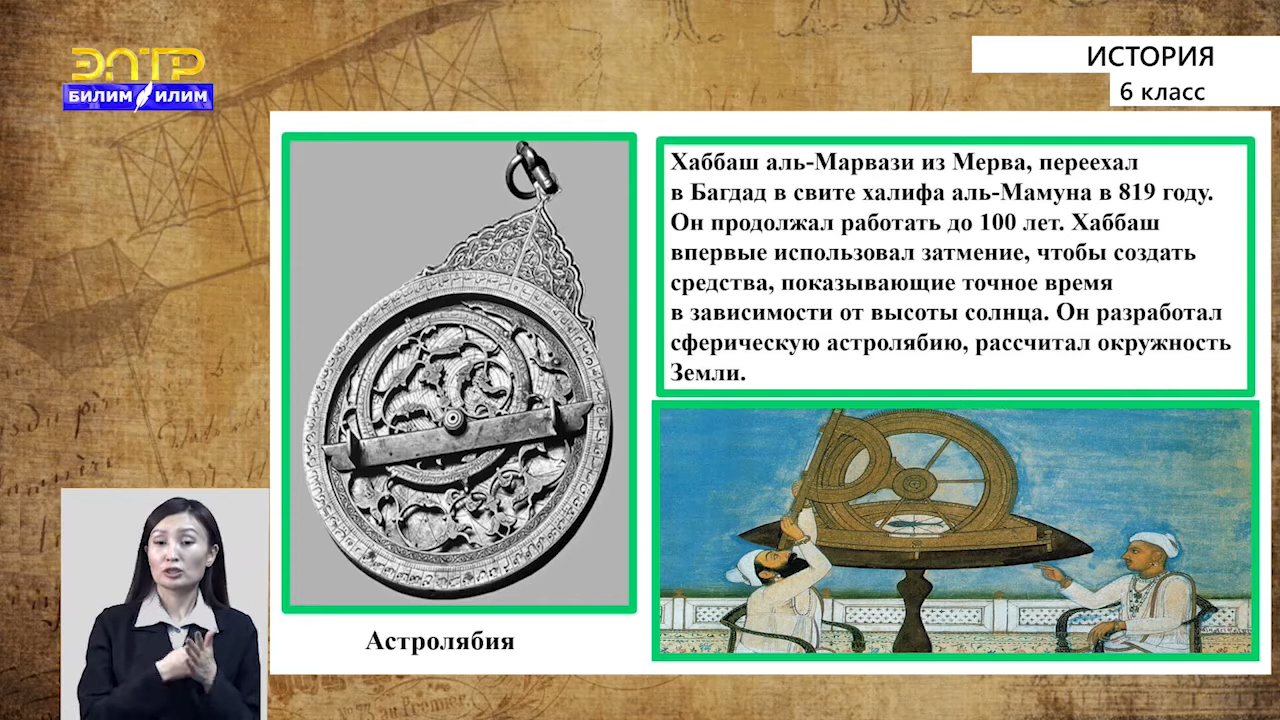 ЭЛТР
БИЛИМ ИЛИМ
ИСТОРИЯ
6 класс
Хаббаш аль-Марвази из Мерва, переехал
в Багдад в свите халифа аль-Мамуна в 819 году.
Он продолжал работать до 100 лет. Хаббаш
впервые использовал затмение, чтобы создать
средства, показывающие точное время
в зависимости от высоты солнца. Он разработал
сферическую астролябию, рассчитал окружность
Земли.
Астролябия